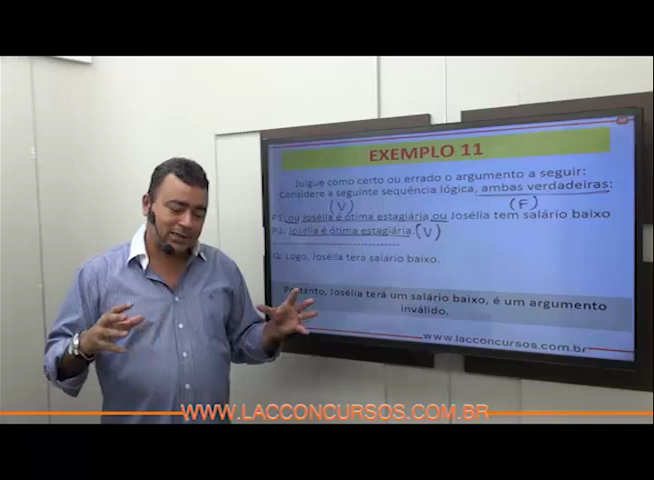 EXEMPLO 11
Julgue como certo ou errado o argumento a seguir:
Considere a seguinte sequência lógica, ambas verdadeiras:
(V) (F)
P1: ou Josélia é ótima estagiária ou Josélia tem salário baixo
P2: Josélia é ótima estagiária. (V)
Q: Logo, Josélia terá salário baixo.
Portanto, Josélia terá um salário baixo, é um argumento
inválido.
www.lacconcursos.com.br
WWW.LACCONCURSOS.COM.BR